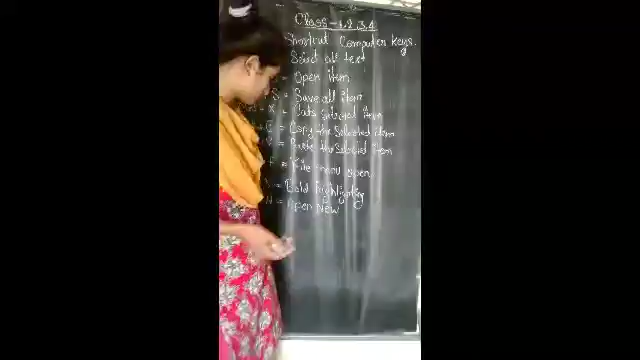 Class - 1, 2, 3, 4
Shortcut Computer keys.
Select all text
= Open item
S = Save all item
+ X = Cuts selected item
+ C = Copy the selected item
V = Paste the Selected item
F = File menu open
= Bold highlighting
N = Open New